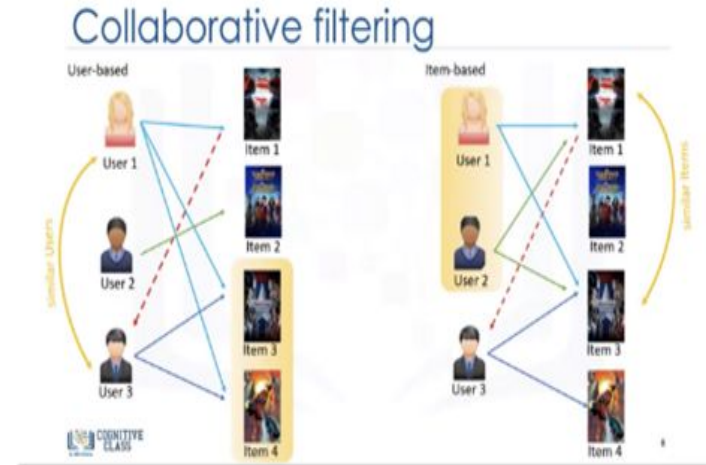 Collaborative filtering
User-based
User 1
User 2
User 3
similar Users
Item 1
Item 2
Item 3
Item 4
Item-based
User 1
User 2
User 3
Item 1
Item 2
Item 3
Item 4
similar Items
COGNITIVE
CLASS